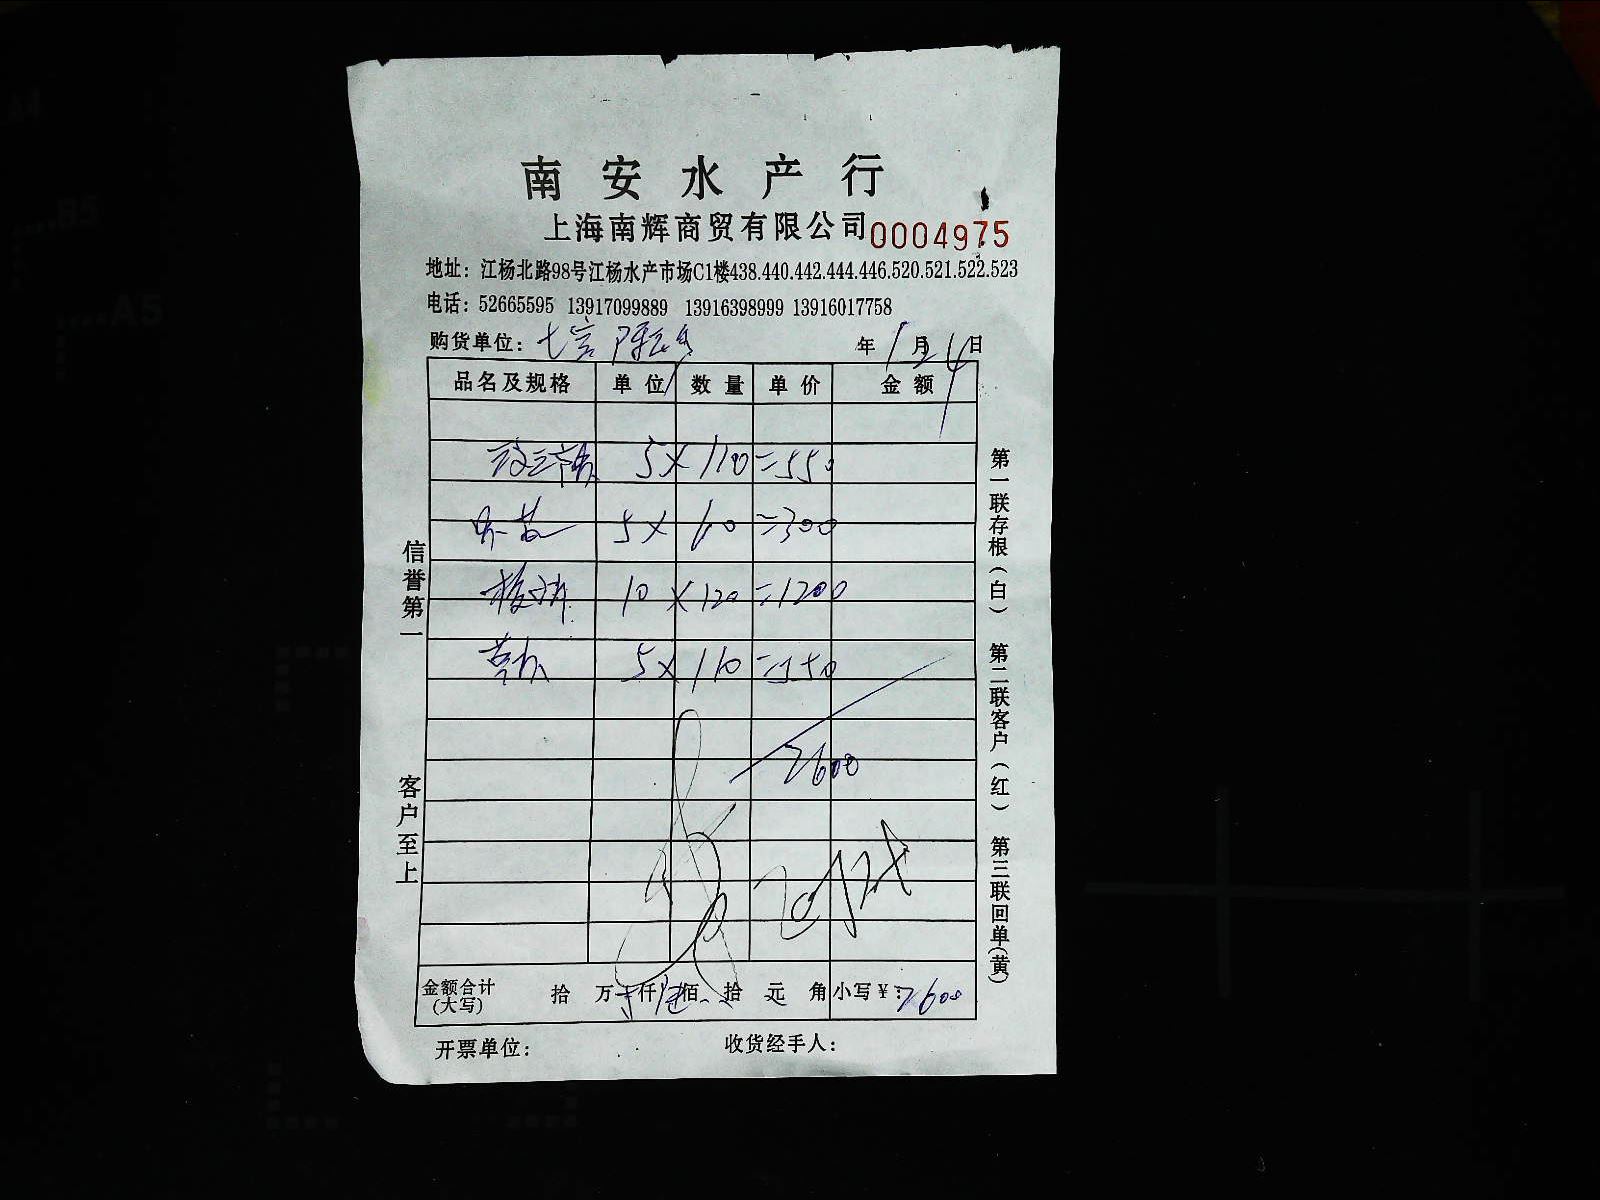 南安水产行
上海南辉商贸有限公司 0004975
地址：江杨北路98号江杨水产市场C1楼438.440.442.444.446.520.521.522.523
电话：52665595 13917099889 13916398999 13916017758
购货单位： 年 1 月 24 日
品名及规格 单位 数量 单价 金额
5 × 110 = 550
5 × 60 = 300
10 × 120 = 1200
5 × 110 = 550
2600
信誉第一
客户至上
第一联存根（白） 第二联客户（红） 第三联回单（黄）
金额合计 拾 万 仟 佰 拾 元 角 小写￥：2600
(大写)
开票单位： 收货经手人：